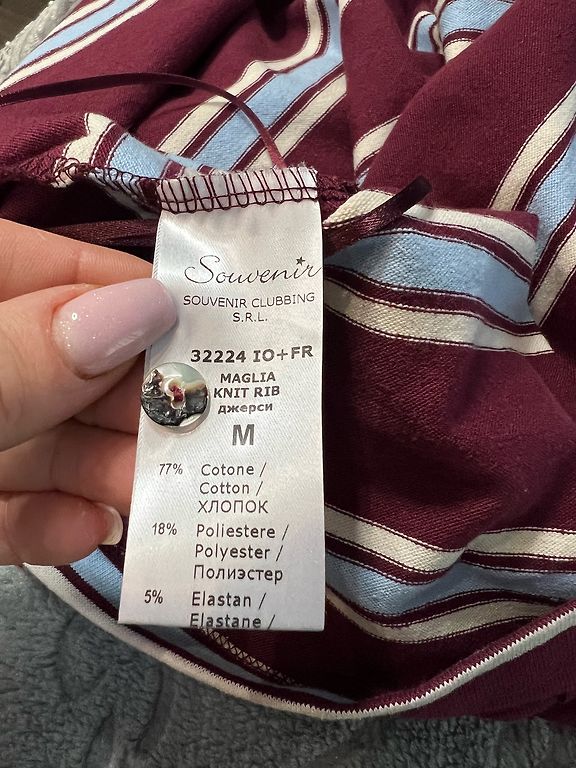 Souvenir
SOUVENIR CLUBBING
S.R.L.
32224 IO+FR
MAGLIA
KNIT RIB
джерси
M
77% Cotone /
Cotton /
ХЛОПОК
18% Poliestere /
Polyester /
Полиэстер
5% Elastan /
Elastane /